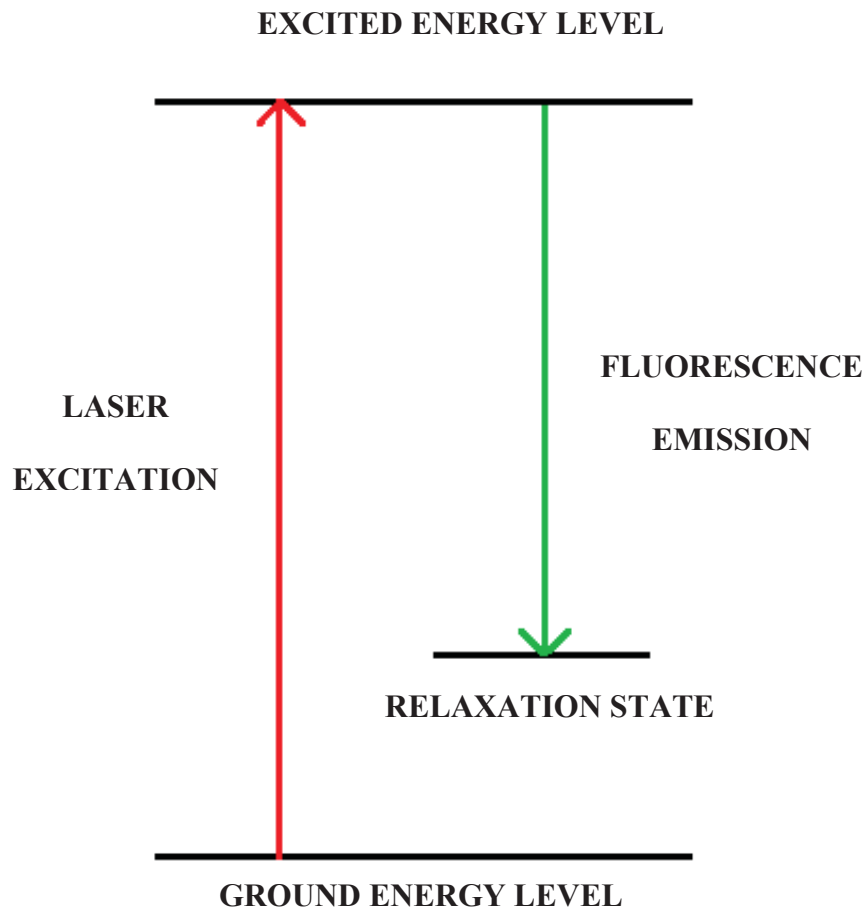 EXCITED ENERGY LEVEL
LASER
EXCITATION
FLUORESCENCE
EMISSION
RELAXATION STATE
GROUND ENERGY LEVEL